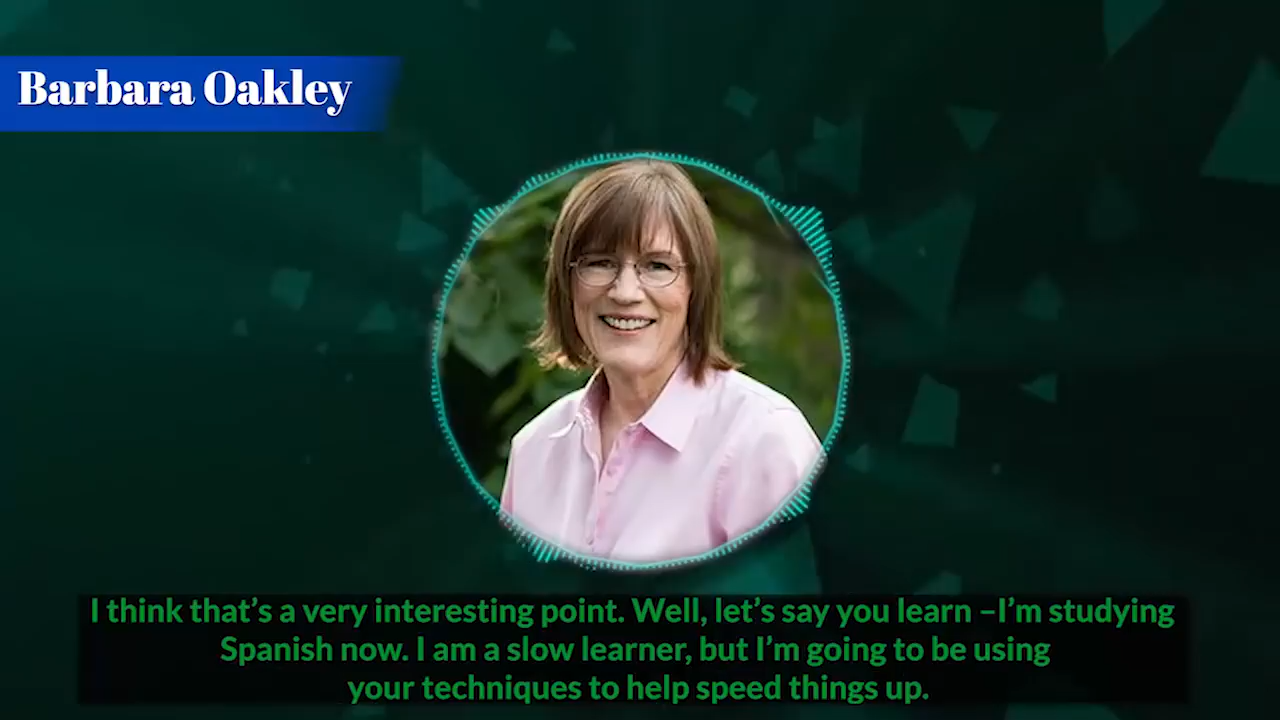 Barbara Oakley
I think that’s a very interesting point. Well, let’s say you learn –I’m studying
Spanish now. I am a slow learner, but I’m going to be using
your techniques to help speed things up.